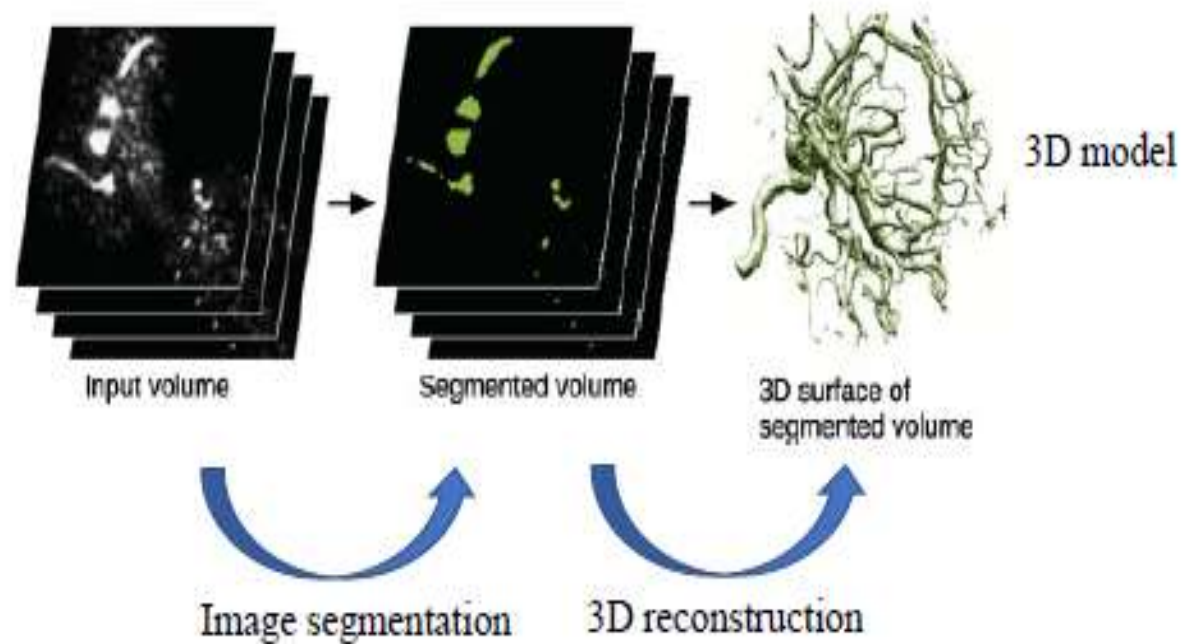 3D model
Input volume
Segmented volume
3D surface of
segmented volume
Image segmentation
3D reconstruction